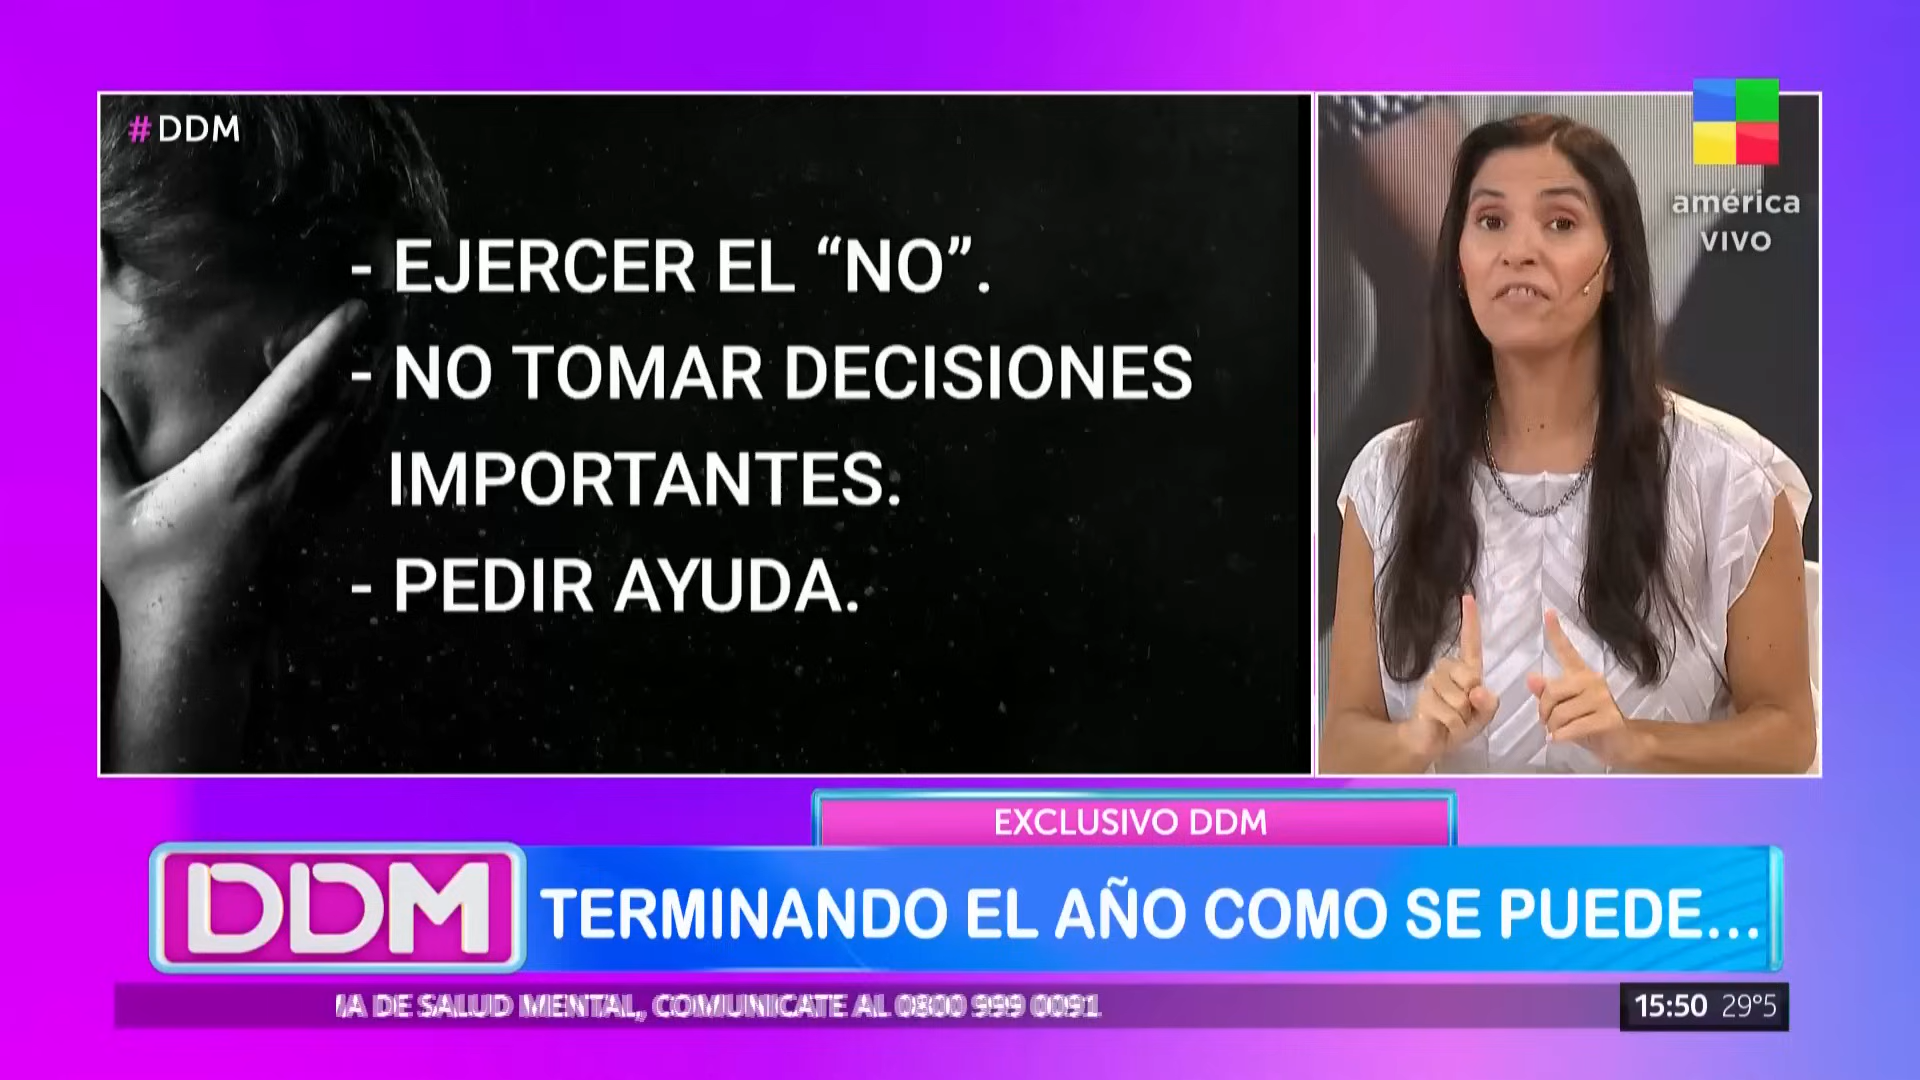 #DDM
- EJERCER EL “NO”.
- NO TOMAR DECISIONES
IMPORTANTES.
- PEDIR AYUDA.
américa
VIVO
EXCLUSIVO DDM
DDM
TERMINANDO EL AÑO COMO SE PUEDE...
DE SALUD MENTAL, COMUNICATE AL 0800 999 0091
15:50 29°5